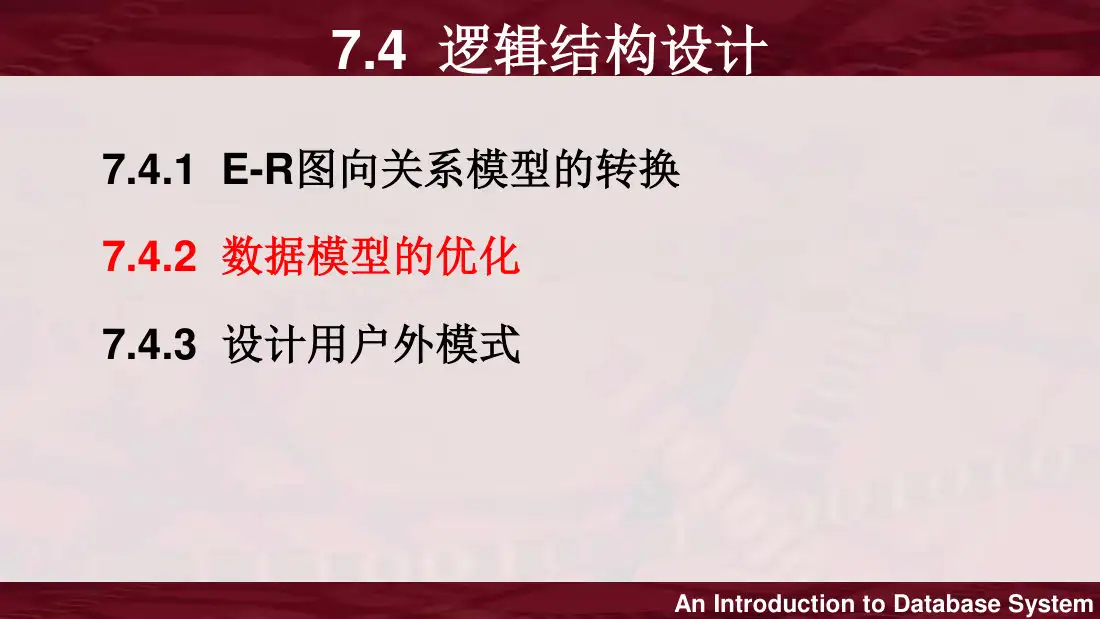 7.4 逻辑结构设计
7.4.1 E-R图向关系模型的转换
7.4.2 数据模型的优化
7.4.3 设计用户外模式
An Introduction to Database System